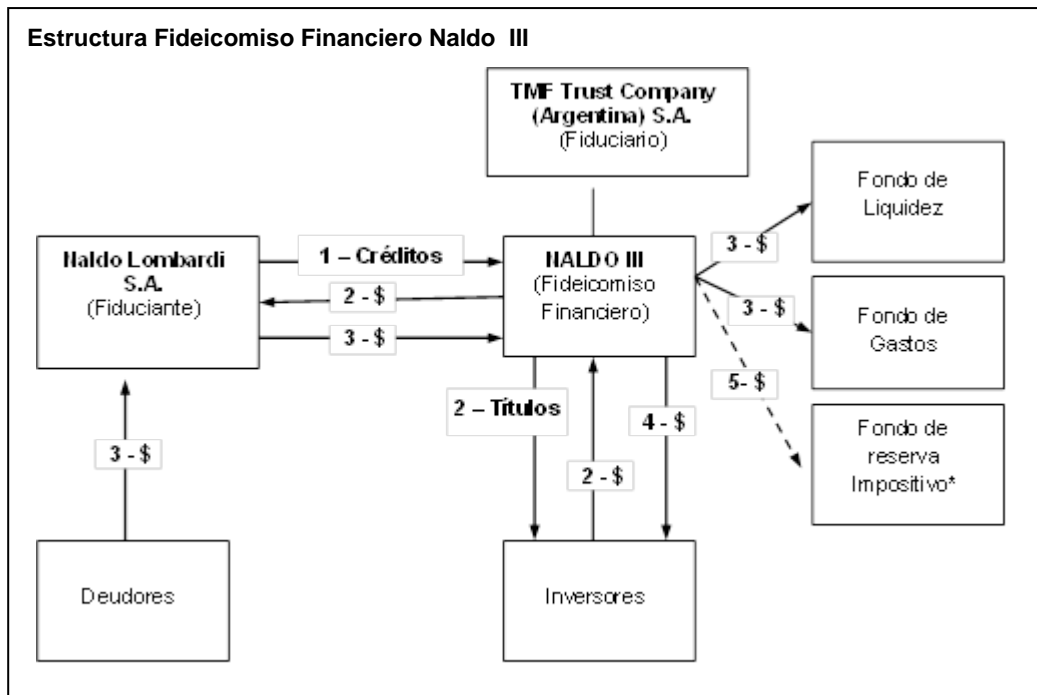 Estructura Fideicomiso Financiero Naldo III
TMF Trust Company
(Argentina) S.A.
(Fiduciario)
Fondo de
Liquidez
Naldo Lombardi
S.A.
(Fiduciante)
1 – Créditos
2 - $
3 - $
NALDO III
(Fideicomiso
Financiero)
3 - $
3 - $
5- $
Fondo de
Gastos
Fondo de
reserva
Impositivo*
2 – Títulos
4 - $
2 - $
3 - $
Deudores
Inversores